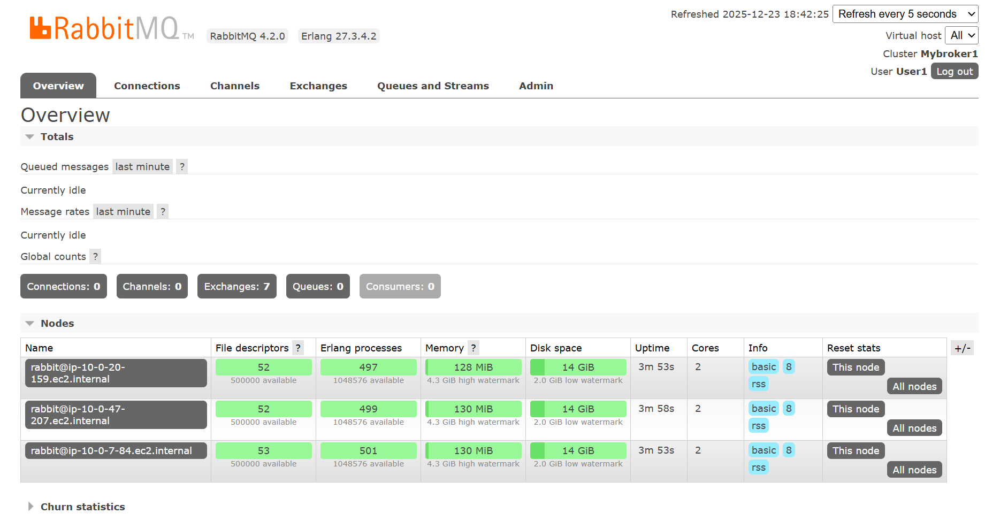 RabbitMQ TM
RabbitMQ 4.2.0
Erlang 27.3.4.2
Refreshed 2025-12-23 18:42:25 Refresh every 5 seconds
Virtual host All
Cluster Mybroker1
User User1 Log out
Overview Connections Channels Exchanges Queues and Streams Admin
Overview
Totals
Queued messages last minute ?
Currently idle
Message rates last minute ?
Currently idle
Global counts ?
Connections: 0 Channels: 0 Exchanges: 7 Queues: 0 Consumers: 0
Nodes
Name File descriptors ? Erlang processes Memory ? Disk space Uptime Cores Info Reset stats +/-
rabbit@ip-10-0-20-159.ec2.internal 52 497 128 MiB 14 GiB 3m 53s 2 basic 8 This node
500000 available 1048576 available 4.3 GiB high watermark 2.0 GiB low watermark rss All nodes
rabbit@ip-10-0-47-207.ec2.internal 52 499 130 MiB 14 GiB 3m 58s 2 basic 8 This node
500000 available 1048576 available 4.3 GiB high watermark 2.0 GiB low watermark rss All nodes
rabbit@ip-10-0-7-84.ec2.internal 53 501 130 MiB 14 GiB 3m 53s 2 basic 8 This node
500000 available 1048576 available 4.3 GiB high watermark 2.0 GiB low watermark rss All nodes
Churn statistics